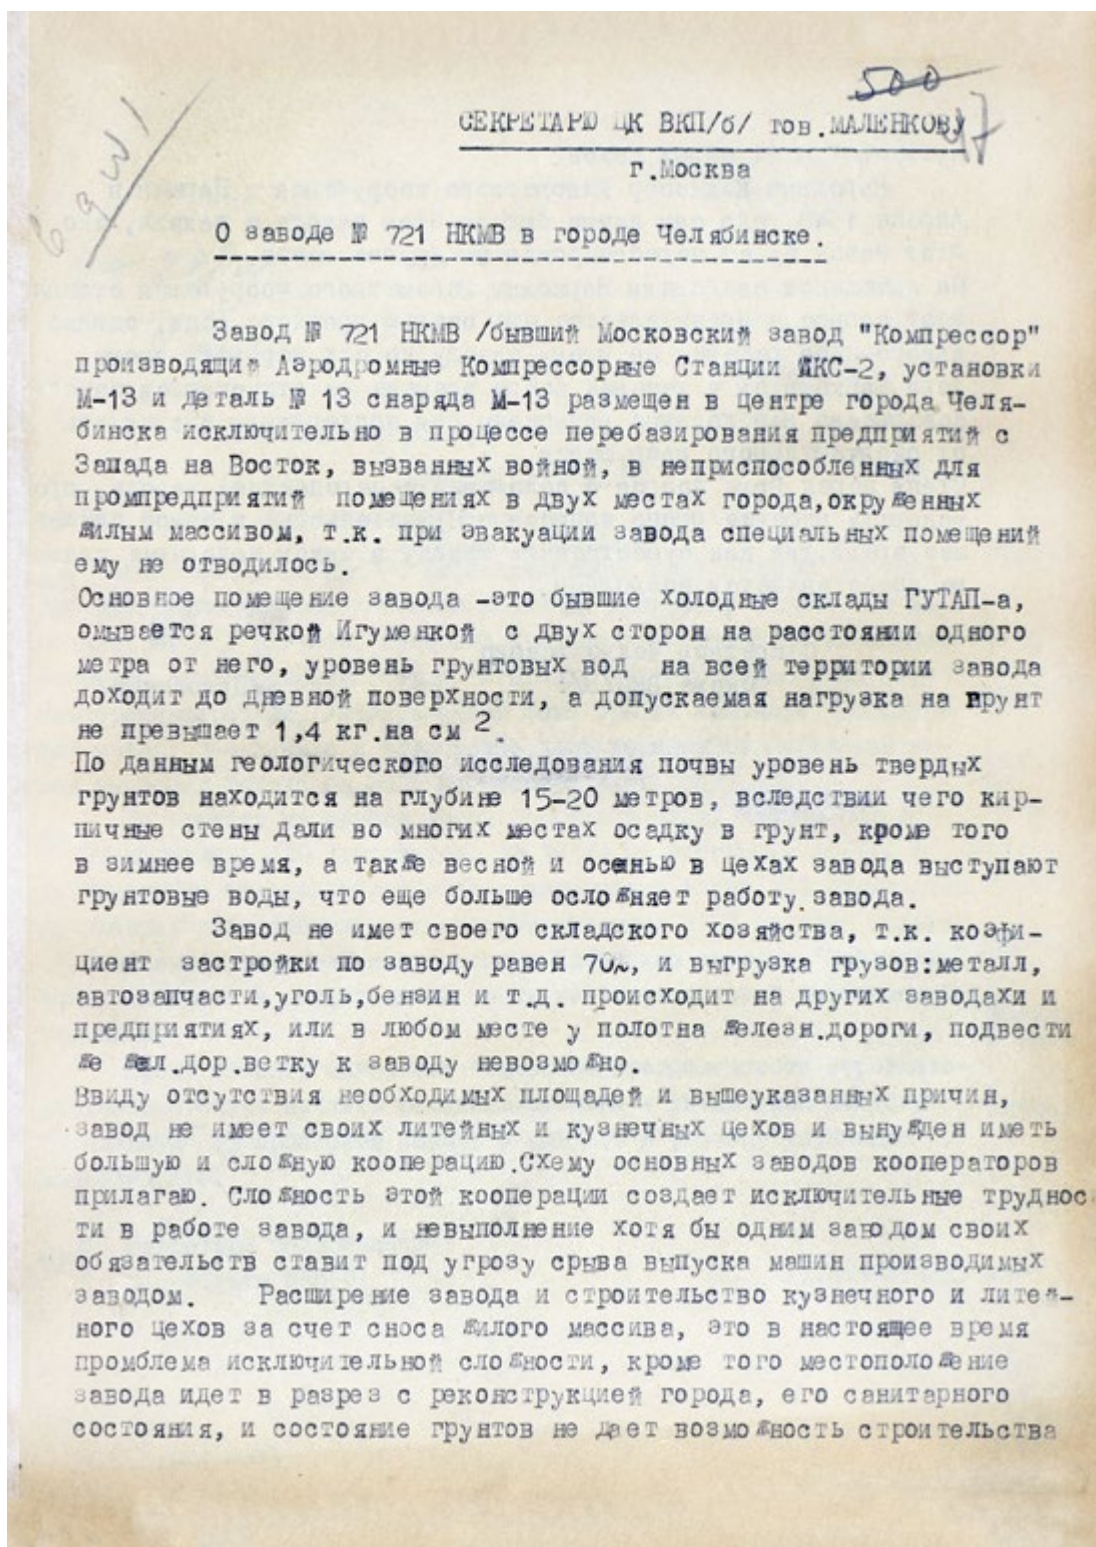 500
47
СЕКРЕТАРЮ ЦК ВКП/б/ тов.МАЛЕНКОВУ
г.Москва
О заводе № 721 НКМВ в городе Челябинске.
Завод № 721 НКМВ /бывший Московский завод "Компрессор"
производящий Аэродромные Компрессорные Станции АКС-2, установки
М-13 и деталь № 13 снаряда М-13 размещен в центре города Челя-
бинска исключительно в процессе перебазирования предприятий с
Запада на Восток, вызванных войной, в неприспособленных для
промпредприятий помещениях в двух местах города,окруженных
жилым массивом, т.к. при эвакуации завода специальных помещений
ему не отводилось.
Основное помещение завода -это бывшие холодные склады ГУТАП-а,
омывается речкой Игуменкой с двух сторон на расстоянии одного
метра от него, уровень грунтовых вод на всей территории завода
доходит до дневной поверхности, а допускаемая нагрузка на грунт
не превышает 1,4 кг.на см 2.
По данным геологического исследования почвы уровень твердых
грунтов находится на глубине 15-20 метров, вследствии чего кир-
пичные стены дали во многих местах осадку в грунт, кроме того
в зимнее время, а также весной и осенью в цехах завода выступают
грунтовые воды, что еще больше осложняет работу завода.
Завод не имет своего складского хозяйства, т.к. коэфи-
циент застройки по заводу равен 70%, и выгрузка грузов:металл,
автозапчасти,уголь,бензин и т.д. происходит на других заводахи и
предприятиях, или в любом месте у полотна железн.дороги, подвести
же жел.дор.ветку к заводу невозможно.
Ввиду отсутствия необходимых площадей и вышеуказанных причин,
завод не имеет своих литейных и кузнечных цехов и вынужден иметь
большую и сложную кооперацию.Схему основных заводов кооператоров
прилагаю. Сложность этой кооперации создает исключительные труднос
ти в работе завода, и невыполнение хотя бы одним заводом своих
обязательств ставит под угрозу срыва выпуска машин производимых
заводом. Расширение завода и строительство кузнечного и литей-
ного цехов за счет сноса жилого массива, это в настоящее время
промблема исключительной сложности, кроме того местоположение
завода идет в разрез с реконструкцией города, его санитарного
состояния, и состояние грунтов не дает возможность строительства